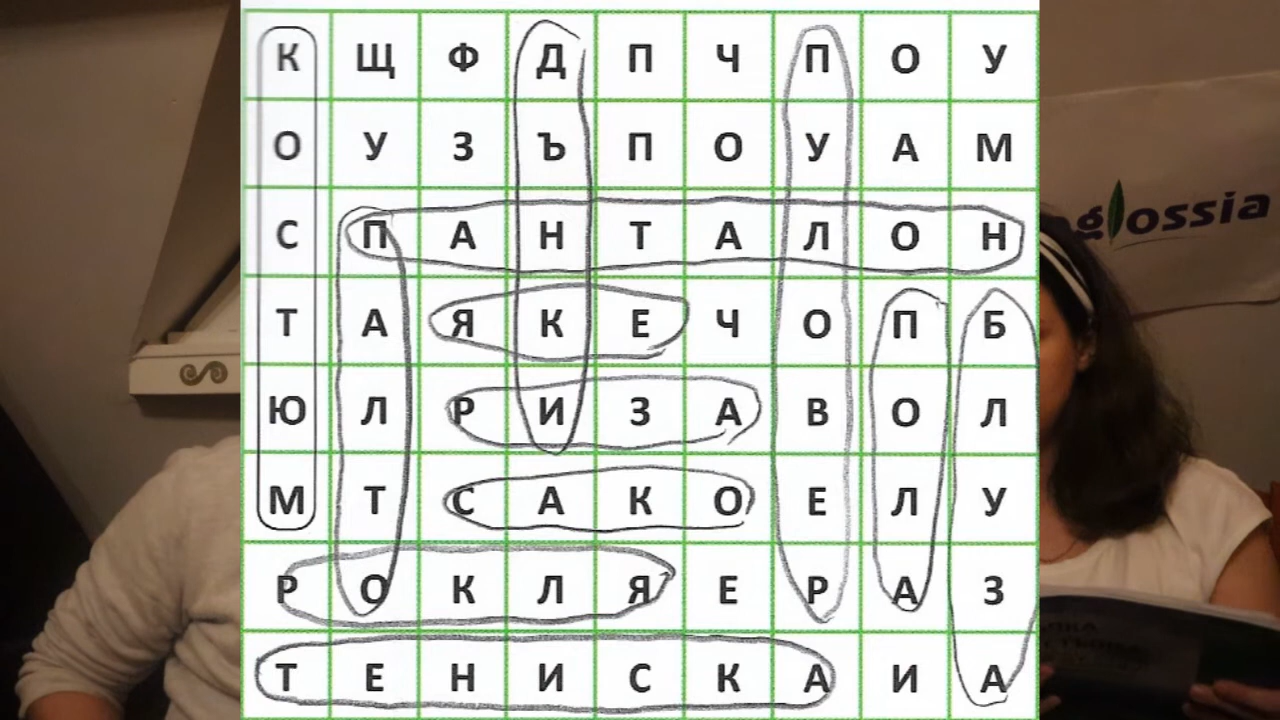 К Щ Ф Д П Ч П О У
О У З Ъ П О У А М
С П А Н Т А Л О Н
Т А Я К Е Ч О П Б
Ю Л Р И З А В О Л
М Т С А К О Е Л У
Р О К Л Я Е Р А З
Т Е Н И С К А И А
glossia